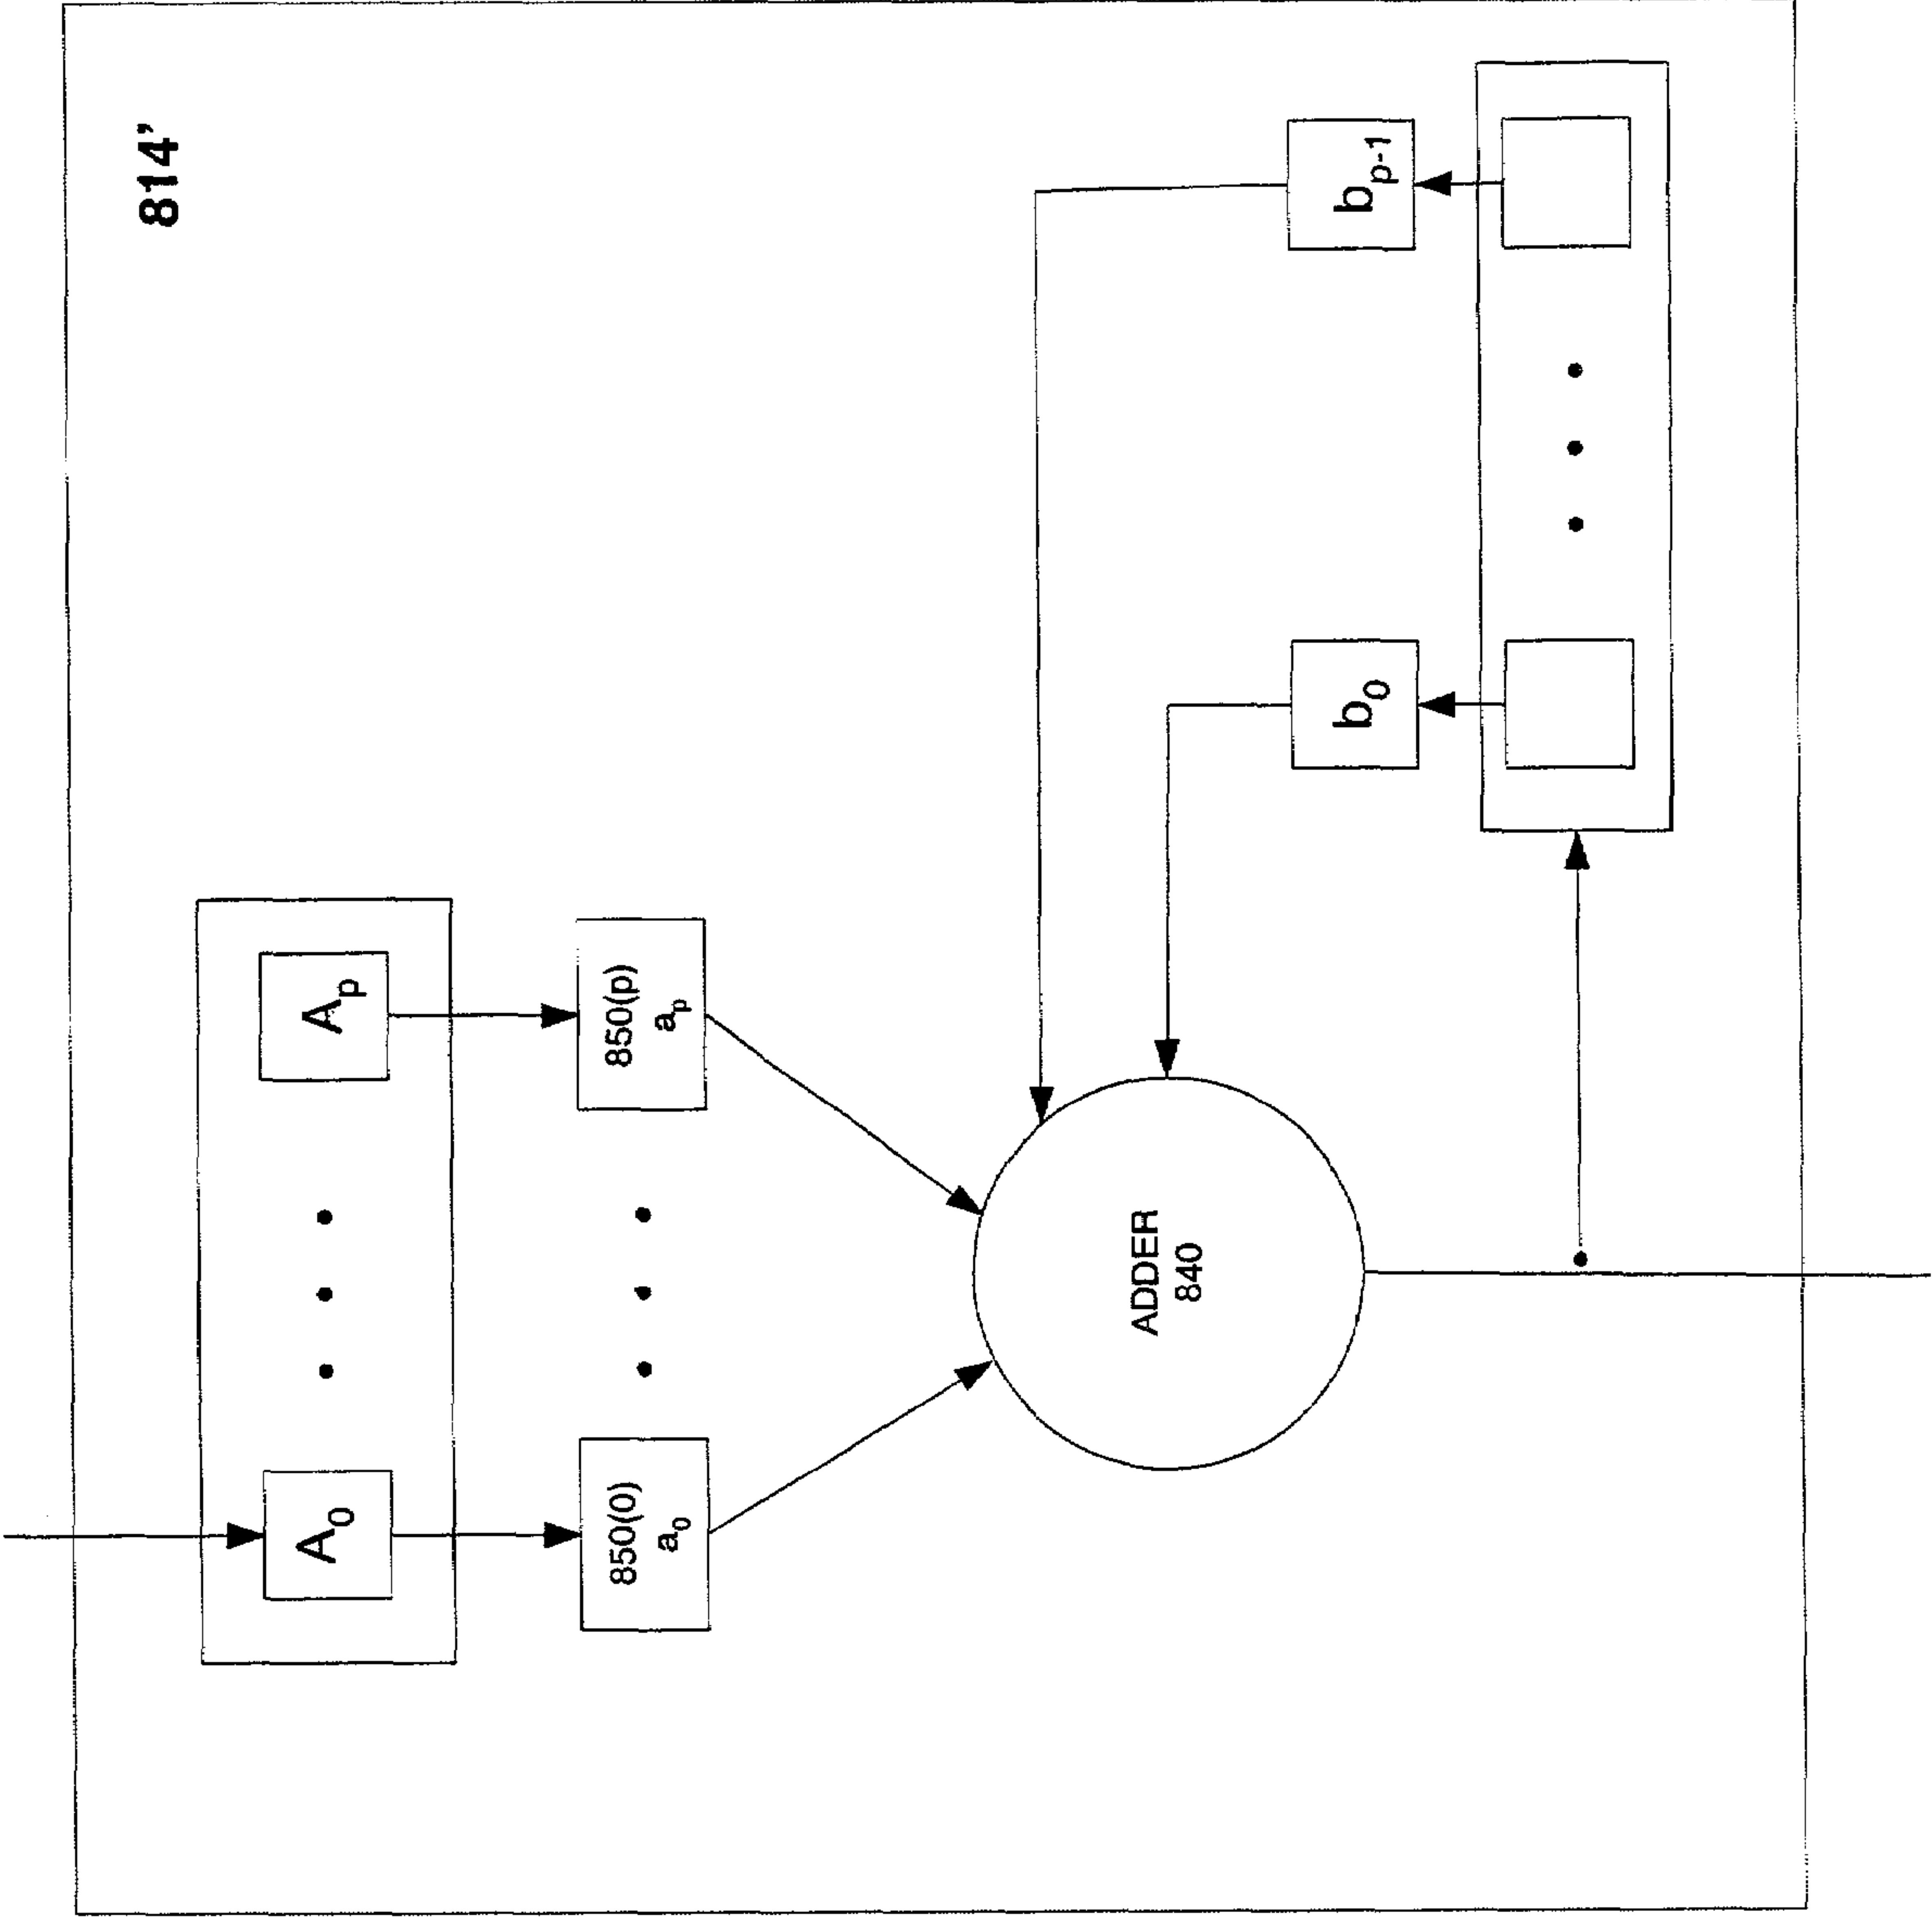 814'
A₀
Aₚ
850(0)
a₀
850(p)
aₚ
ADDER
840
b₀
bₚ₋₁